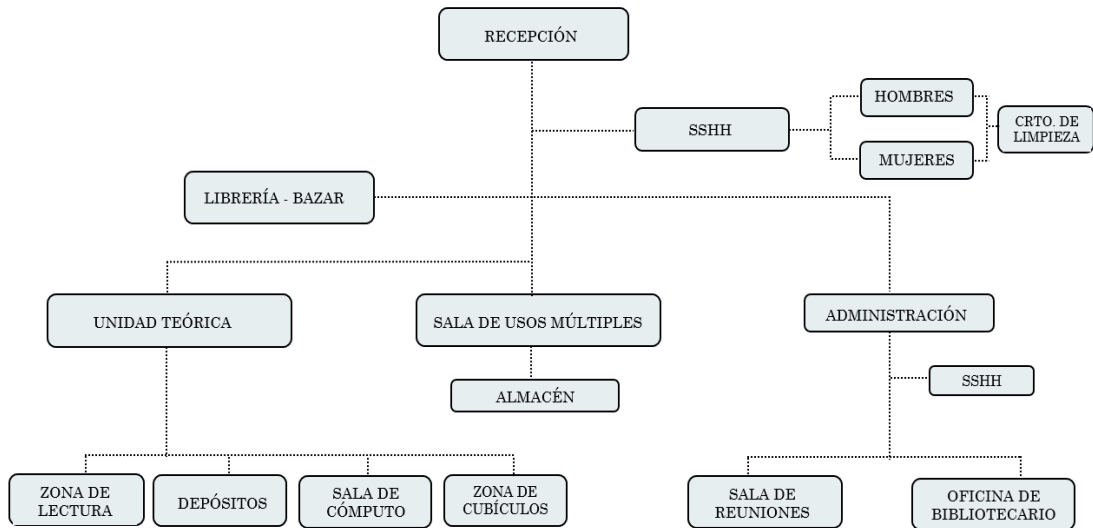 RECEPCIÓN
SSHH
HOMBRES
MUJERES
CRTO. DE
LIMPIEZA
LIBRERÍA - BAZAR
UNIDAD TEÓRICA
SALA DE USOS MÚLTIPLES
ADMINISTRACIÓN
SSHH
ALMACÉN
ZONA DE
LECTURA
DEPÓSITOS
SALA DE
CÓMPUTO
ZONA DE
CUBÍCULOS
SALA DE
REUNIONES
OFICINA DE
BIBLIOTECARIO